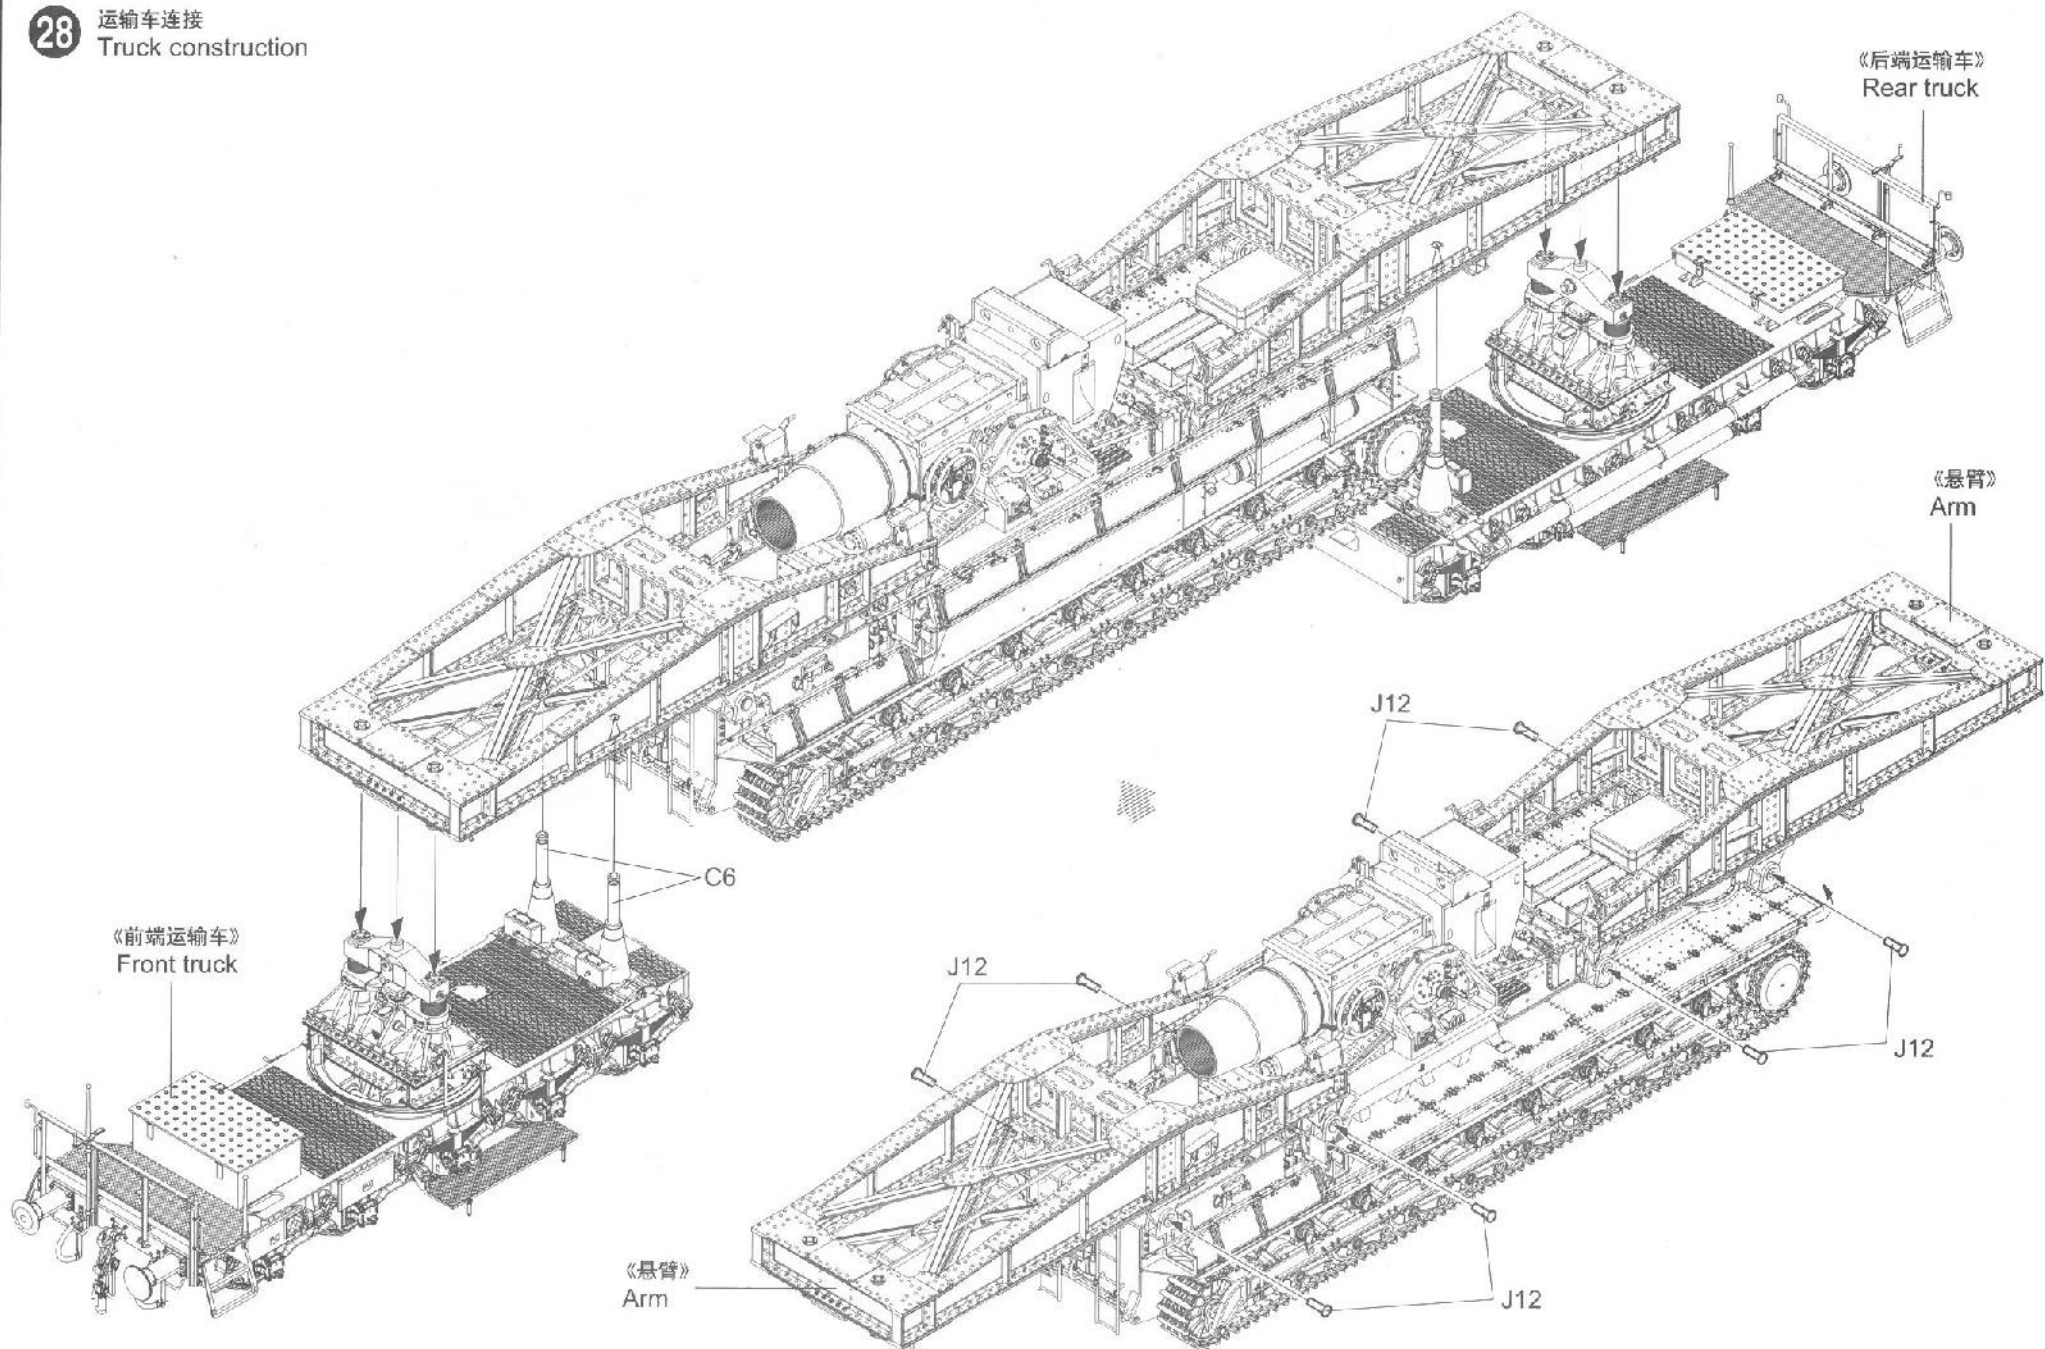 28
运输车连接
Truck construction
《后端运输车》
Rear truck
《悬臂》
Arm
J12
C6
《前端运输车》
Front truck
J12
J12
《悬臂》
Arm
J12